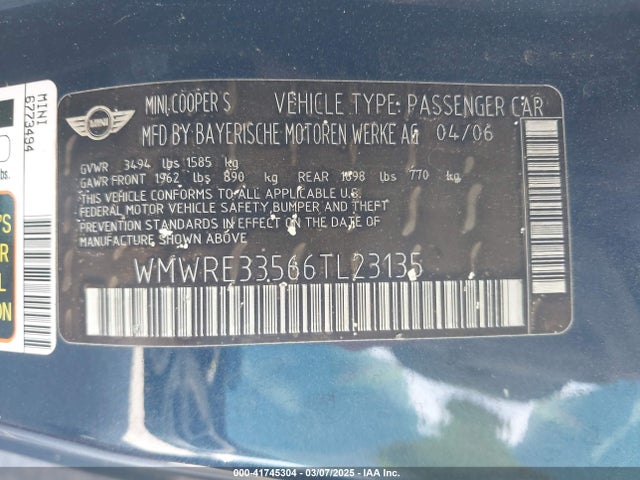 MINI
6773494
lbs.
MINI
MINI COOPER S VEHICLE TYPE: PASSENGER CAR
MFD BY: BAYERISCHE MOTOREN WERKE AG 04/06
GVWR 3494 lbs 1585 kg
GAWR FRONT 1962 lbs 890 kg REAR 1698 lbs 770 kg
THIS VEHICLE CONFORMS TO ALL APPLICABLE U.S.
FEDERAL MOTOR VEHICLE SAFETY, BUMPER AND THEFT
PREVENTION STANDARDS IN EFFECT ON THE DATE OF
MANUFACTURE SHOWN ABOVE
WMWRE33566TL23135
000-41745304 | 03/07/2025 | IAA Inc.